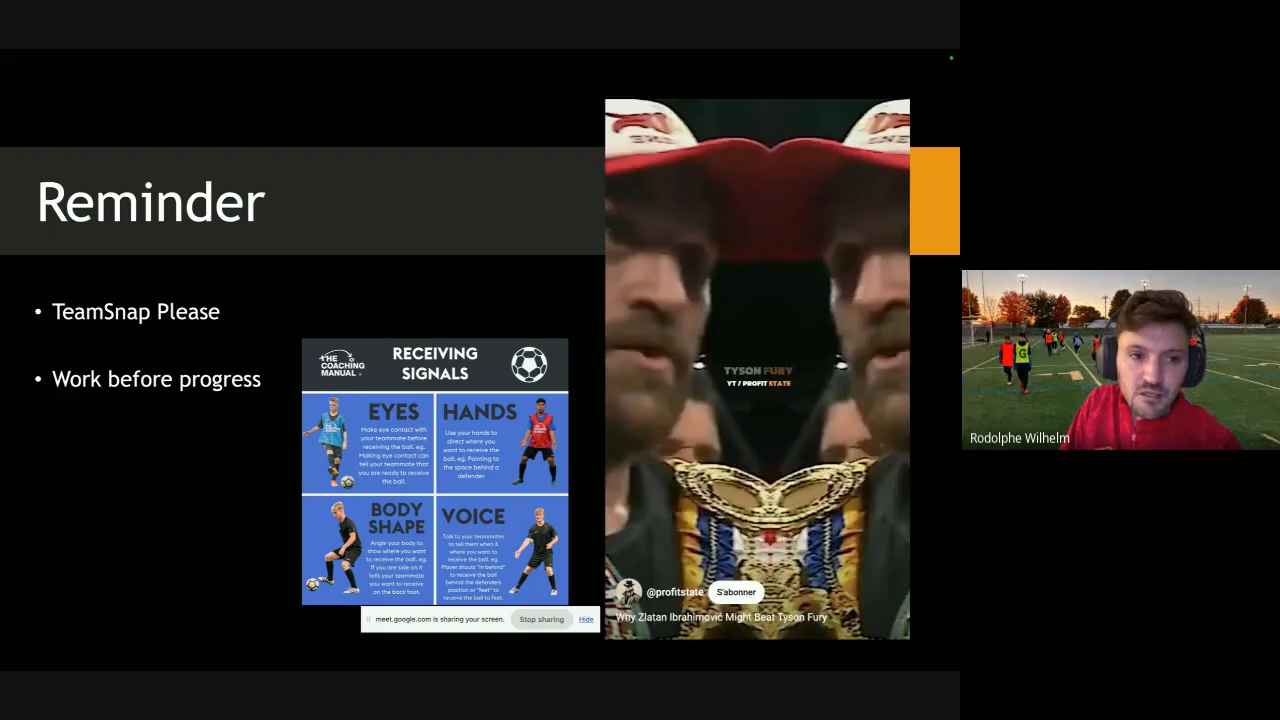 Reminder
• TeamSnap Please
• Work before progress
THE
COACHING
MANUAL
RECEIVING
SIGNALS
EYES
Make eye contact with
your teammate before
receiving the ball. eg.
Making eye contact can
tell your teammate that
you are ready to receive
the ball.
HANDS
Use your hands to
direct where you
want to receive the
ball. eg. Pointing to
the space behind a
defender
BODY
SHAPE
Angle your body to
show where you want
to receive the ball. eg.
If you are side on it
tells your teammate
you want to receive
on the back foot.
VOICE
Talk to your teammates
to tell them when &
where you want to
receive the ball. eg.
Player shouts "in behind"
to receive the ball
behind the defenders
position or "feet" to
receive the ball to feet.
meet.google.com is sharing your screen.
Stop sharing
Hide
TYSON FURY
YT / PROFIT STATE
@profitstate
S'abonner
Why Zlatan Ibrahimović Might Beat Tyson Fury
G
Rodolphe Wilhelm